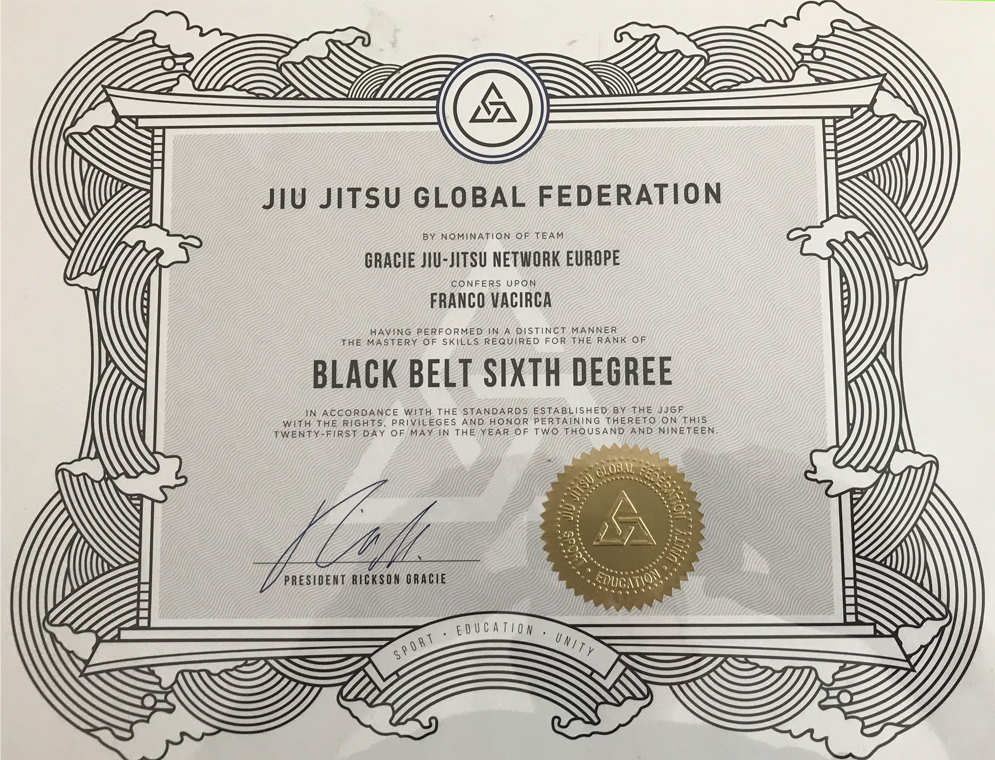 JIU JITSU GLOBAL FEDERATION
BY NOMINATION OF TEAM
GRACIE JIU-JITSU NETWORK EUROPE
CONFERS UPON
FRANCO VACIRCA
HAVING PERFORMED IN A DISTINCT MANNER
THE MASTERY OF SKILLS REQUIRED FOR THE RANK OF
BLACK BELT SIXTH DEGREE
IN ACCORDANCE WITH THE STANDARDS ESTABLISHED BY THE JJGF
WITH THE RIGHTS, PRIVILEGES AND HONOR PERTAINING THERETO ON THIS
TWENTY-FIRST DAY OF MAY IN THE YEAR OF TWO THOUSAND AND NINETEEN.
PRESIDENT RICKSON GRACIE
JIU JITSU GLOBAL FEDERATION
SPORT · EDUCATION · UNITY
SPORT · EDUCATION · UNITY